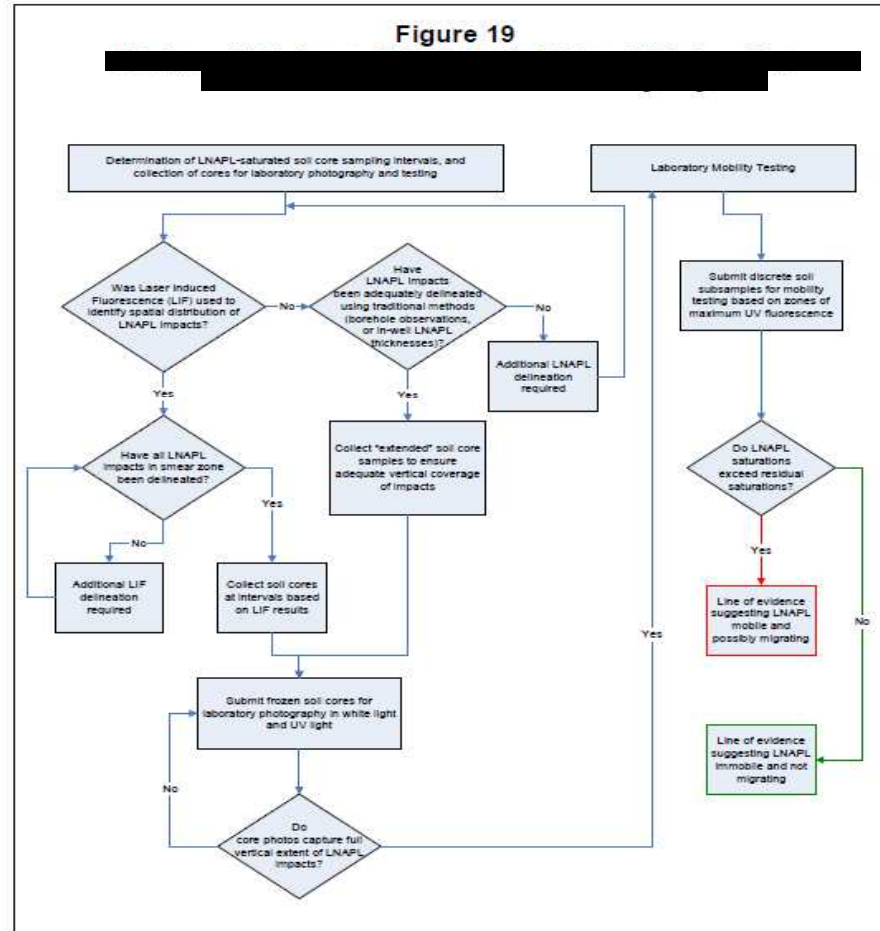 Figure 19
Determination of LNAPL-saturated soil core sampling intervals, and
collection of cores for laboratory photography and testing
Laboratory Mobility Testing
Was Laser Induced
Fluorescence (LIF) used to
identify spatial distribution of
LNAPL impacts?
No
Have
LNAPL impacts
been adequately delineated
using traditional methods
(borehole observations,
or in-well LNAPL
thicknesses)?
No
Additional LNAPL
delineation
required
Submit discrete soil
subsamples for mobility
testing based on zones of
maximum UV fluorescence
Yes
Yes
Have all LNAPL
impacts in smear zone
been delineated?
Collect "extended" soil core
samples to ensure
adequate vertical coverage
of impacts
Do LNAPL
saturations
exceed residual
saturations?
Yes
No
Additional LIF
delineation
required
Collect soil cores
at intervals based
on LIF results
Yes
Line of evidence
suggesting LNAPL
mobile and
possibly migrating
No
Yes
Submit frozen soil cores for
laboratory photography in white light
and UV light
Line of evidence
suggesting LNAPL
immobile and not
migrating
No
Do
core photos capture full
vertical extent of LNAPL
impacts?